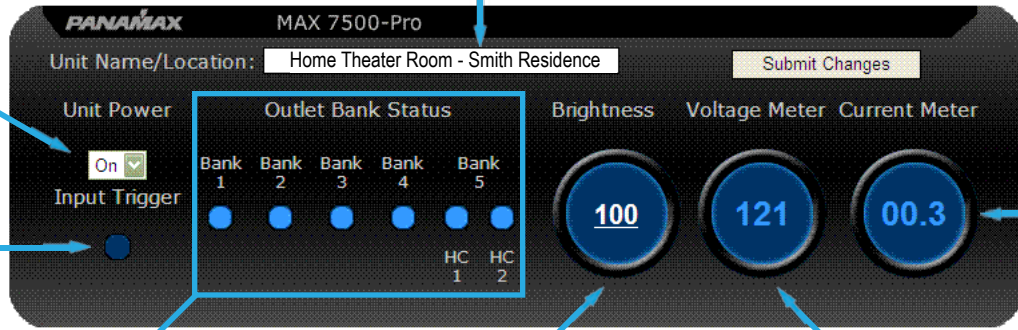 PANAMAX MAX 7500-Pro
Unit Name/Location: Home Theater Room - Smith Residence Submit Changes
Unit Power Outlet Bank Status Brightness Voltage Meter Current Meter
On Bank 1 Bank 2 Bank 3 Bank 4 Bank 5
Input Trigger 100 121 00.3
HC 1 HC 2